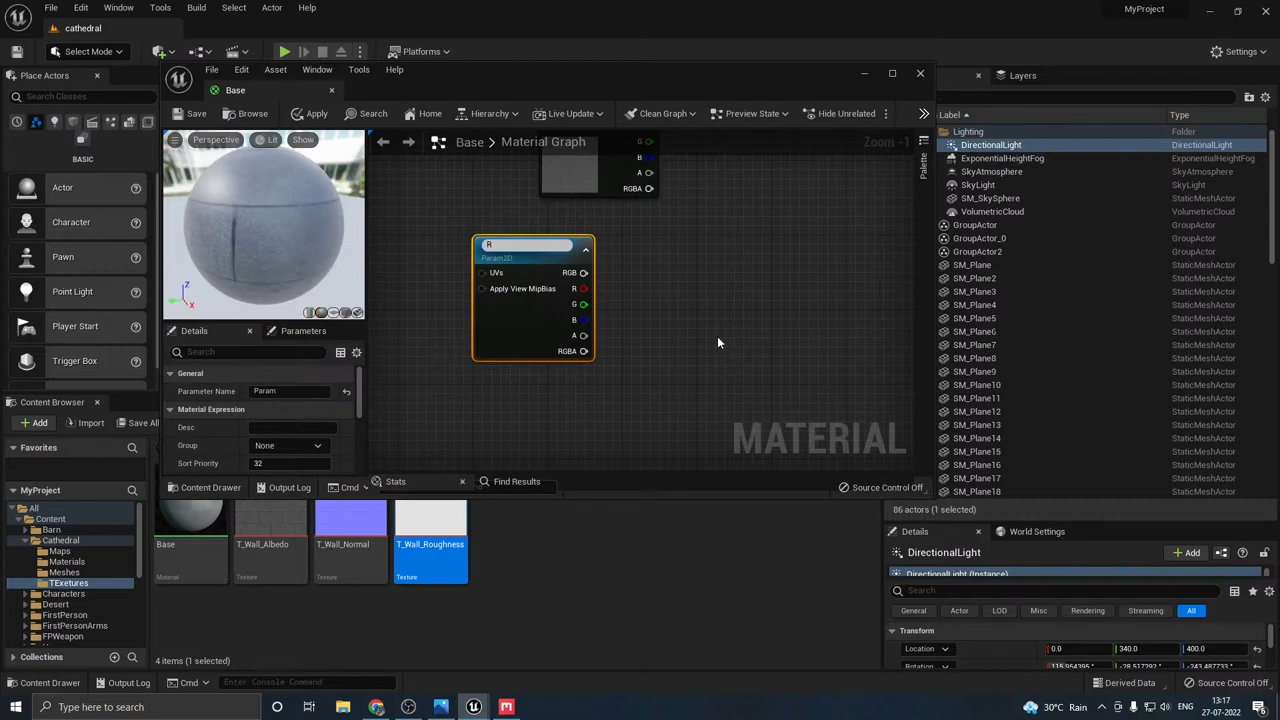 File Edit Window Tools Build Select Actor Help
MyProject
cathedral
Select Mode
Platforms
Settings
Place Actors
Search Classes
BASIC
Actor
Character
Pawn
Point Light
Player Start
Trigger Box
File Edit Asset Window Tools Help
Base
Save Browse Apply Search Home Hierarchy Live Update Clean Graph Preview State Hide Unrelated
Perspective Lit Show
Base > Material Graph
Zoom -1
Palette
G
B
A
RGBA
R
Param2D
UVs RGB
Apply View MipBias R
G
B
A
RGBA
MATERIAL
Z
X
Details Parameters
Search
General
Parameter Name Param
Material Expression
Desc
Group None
Sort Priority 32
Stats Find Results
Content Drawer Output Log Cmd
Source Control Off
Layers
Item Label Type
Lighting Folder
DirectionalLight DirectionalLight
ExponentialHeightFog ExponentialHeightFog
SkyAtmosphere SkyAtmosphere
SkyLight SkyLight
SM_SkySphere StaticMeshActor
VolumetricCloud VolumetricCloud
GroupActor GroupActor
GroupActor_0 GroupActor
GroupActor2 GroupActor
SM_Plane StaticMeshActor
SM_Plane2 StaticMeshActor
SM_Plane3 StaticMeshActor
SM_Plane4 StaticMeshActor
SM_Plane5 StaticMeshActor
SM_Plane6 StaticMeshActor
SM_Plane7 StaticMeshActor
SM_Plane8 StaticMeshActor
SM_Plane9 StaticMeshActor
SM_Plane10 StaticMeshActor
SM_Plane11 StaticMeshActor
SM_Plane12 StaticMeshActor
SM_Plane13 StaticMeshActor
SM_Plane14 StaticMeshActor
SM_Plane15 StaticMeshActor
SM_Plane16 StaticMeshActor
SM_Plane17 StaticMeshActor
SM_Plane18 StaticMeshActor
86 actors (1 selected)
Content Browser
Add Import Save All
Favorites
MyProject
All
Content
Barn
Cathedral
Maps
Materials
Meshes
TExetures
Characters
Desert
FirstPerson
FirstPersonArms
FPWeapon
Collections
Base
Material
T_Wall_Albedo
Texture
T_Wall_Normal
Texture
T_Wall_Roughness
Texture
4 items (1 selected)
Details World Settings
DirectionalLight
Add
DirectionalLight (Instance)
Search
General Actor LOD Misc
Physics Rendering Streaming All
Transform
Location 0.0 340.0 400.0
Rotation 115.954395 ° -28.517292 ° -243.487733 °
Content Drawer Output Log Cmd Enter Console Command
Derived Data Source Control Off
Type here to search
30°C Rain
ENG
13:17
27-07-2022
6